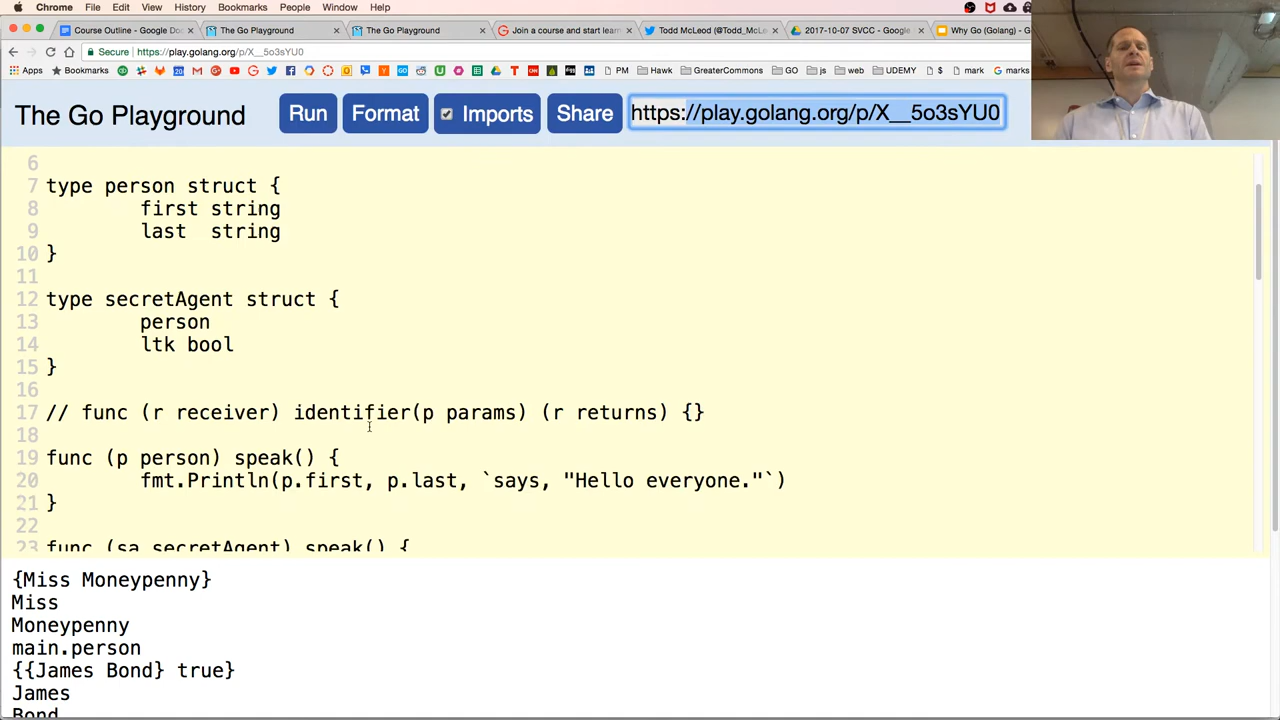 Chrome File Edit View History Bookmarks People Window Help
Course Outline - Google Do The Go Playground The Go Playground Join a course and start lear Todd McLeod (@Todd_McLe 2017-10-07 SVCC - Google Why Go (Golang) - Google
Secure https://play.golang.org/p/X__5o3sYU0
Apps Bookmarks PM Hawk GreaterCommons GO js web UDEMY $ mark marks
The Go Playground Run Format Imports Share https://play.golang.org/p/X__5o3sYU0
6
7 type person struct {
8 first string
9 last string
10 }
11
12 type secretAgent struct {
13 person
14 ltk bool
15 }
16
17 // func (r receiver) identifier(p params) (r returns) {}
18
19 func (p person) speak() {
20 fmt.Println(p.first, p.last, `says, "Hello everyone."`)
21 }
22
23 func (sa secretAgent) speak() {
{Miss Moneypenny}
Miss
Moneypenny
main.person
{{James Bond} true}
James
Bond